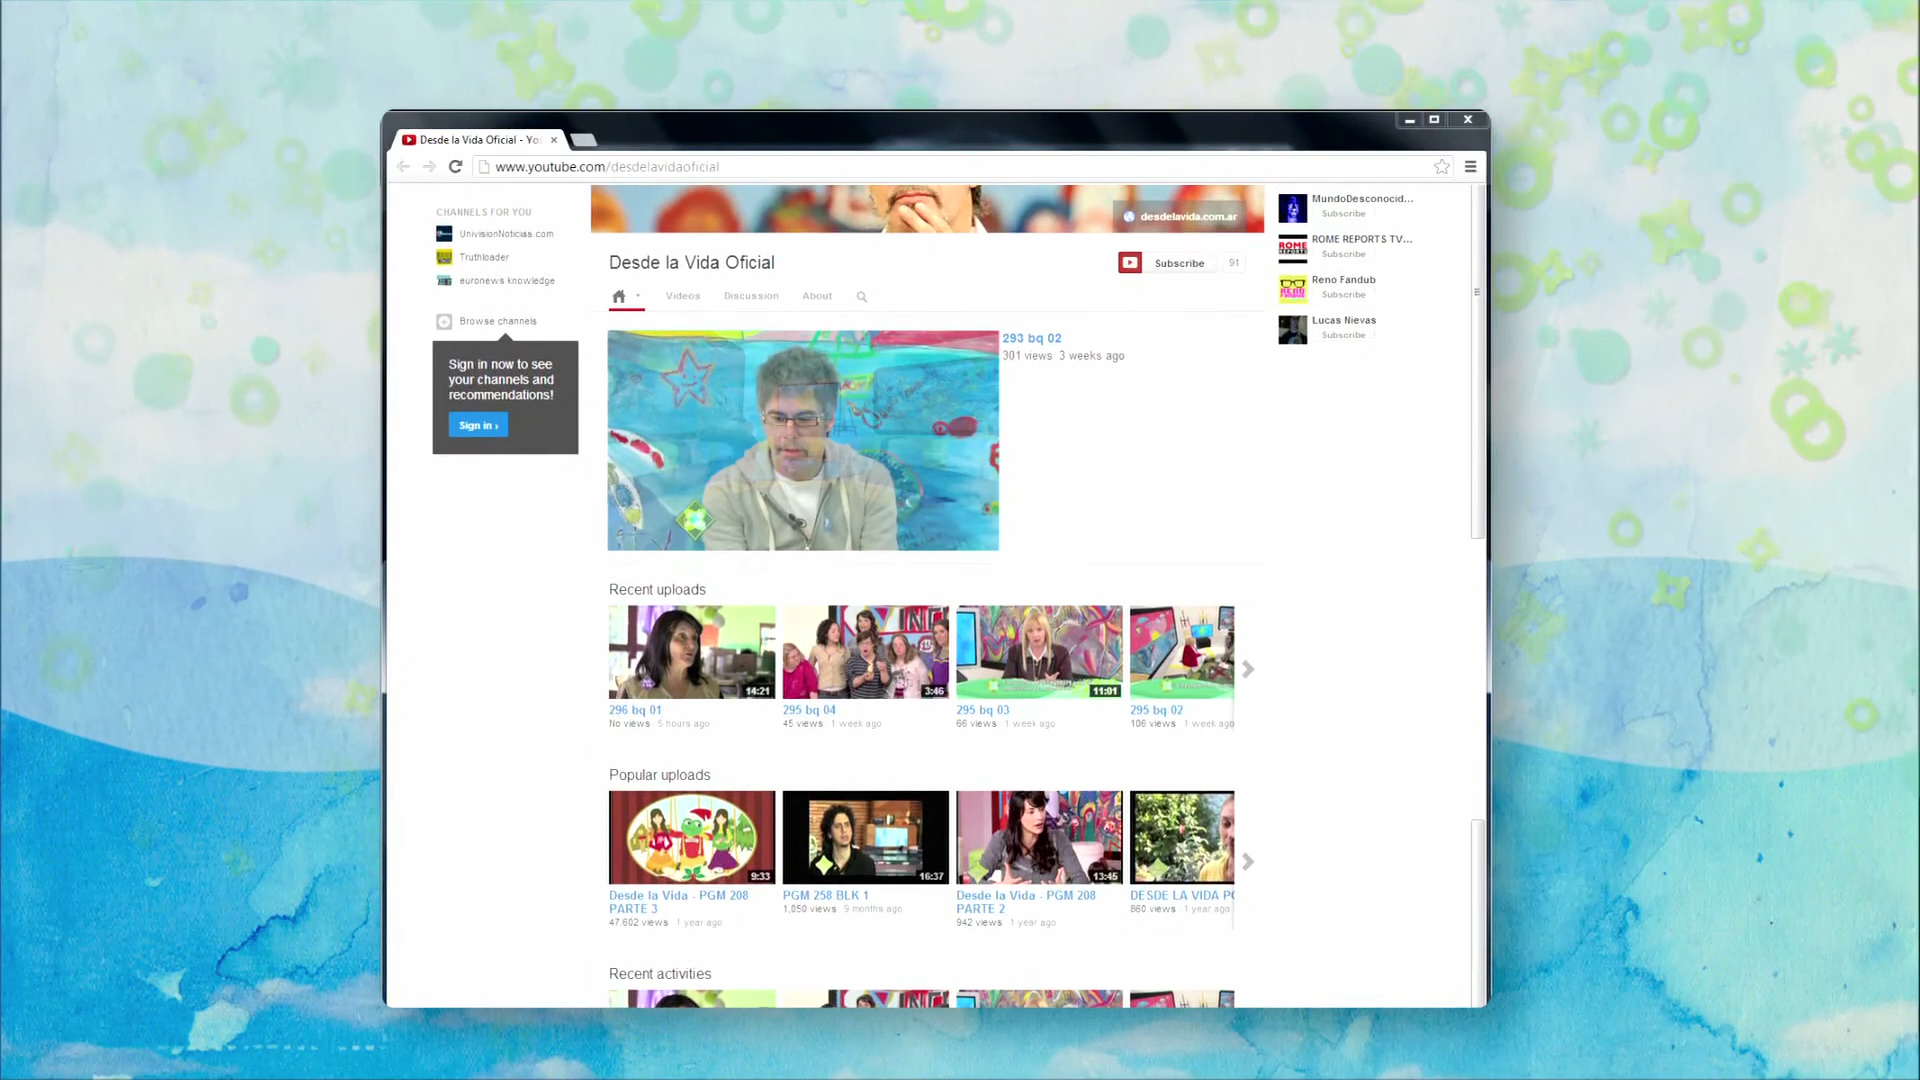 Desde la Vida Oficial - Yo
www.youtube.com/desdelavidaoficial
CHANNELS FOR YOU
UnivisionNoticias.com
Truthloader
euronews knowledge
Browse channels
Sign in now to see
your channels and
recommendations!
Sign in ›
desdelavida.com.ar
Desde la Vida Oficial
Subscribe 91
Videos Discussion About
293 bq 02
301 views 3 weeks ago
MundoDesconocid...
Subscribe
ROME REPORTS TV...
Subscribe
Reno Fandub
Subscribe
Lucas Nievas
Subscribe
Recent uploads
14:21
296 bq 01
No views 5 hours ago
3:46
295 bq 04
45 views 1 week ago
11:01
295 bq 03
66 views 1 week ago
295 bq 02
106 views 1 week ago
Popular uploads
9:33
Desde la Vida - PGM 208
PARTE 3
47,602 views 1 year ago
16:37
PGM 258 BLK 1
1,050 views 9 months ago
13:45
Desde la Vida - PGM 208
PARTE 2
942 views 1 year ago
DESDE LA VIDA
860 views 1 year ago
Recent activities